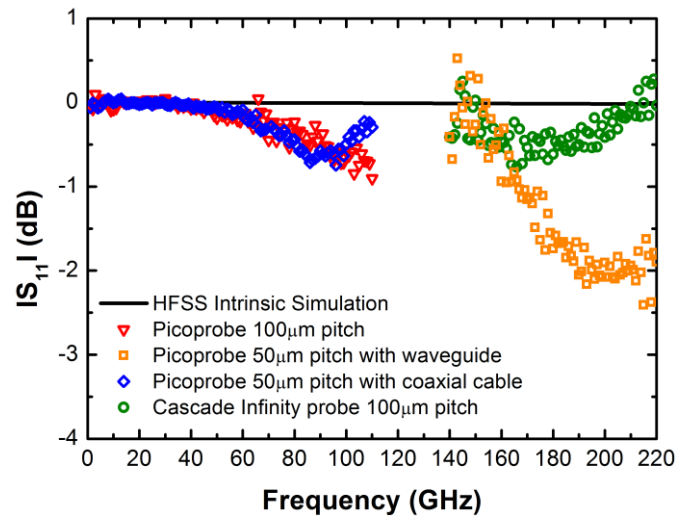 1
0
-1
-2
-3
-4
|S11| (dB)
HFSS Intrinsic Simulation
Picoprobe 100μm pitch
Picoprobe 50μm pitch with waveguide
Picoprobe 50μm pitch with coaxial cable
Cascade Infinity probe 100μm pitch
0 20 40 60 80 100 120 140 160 180 200 220
Frequency (GHz)